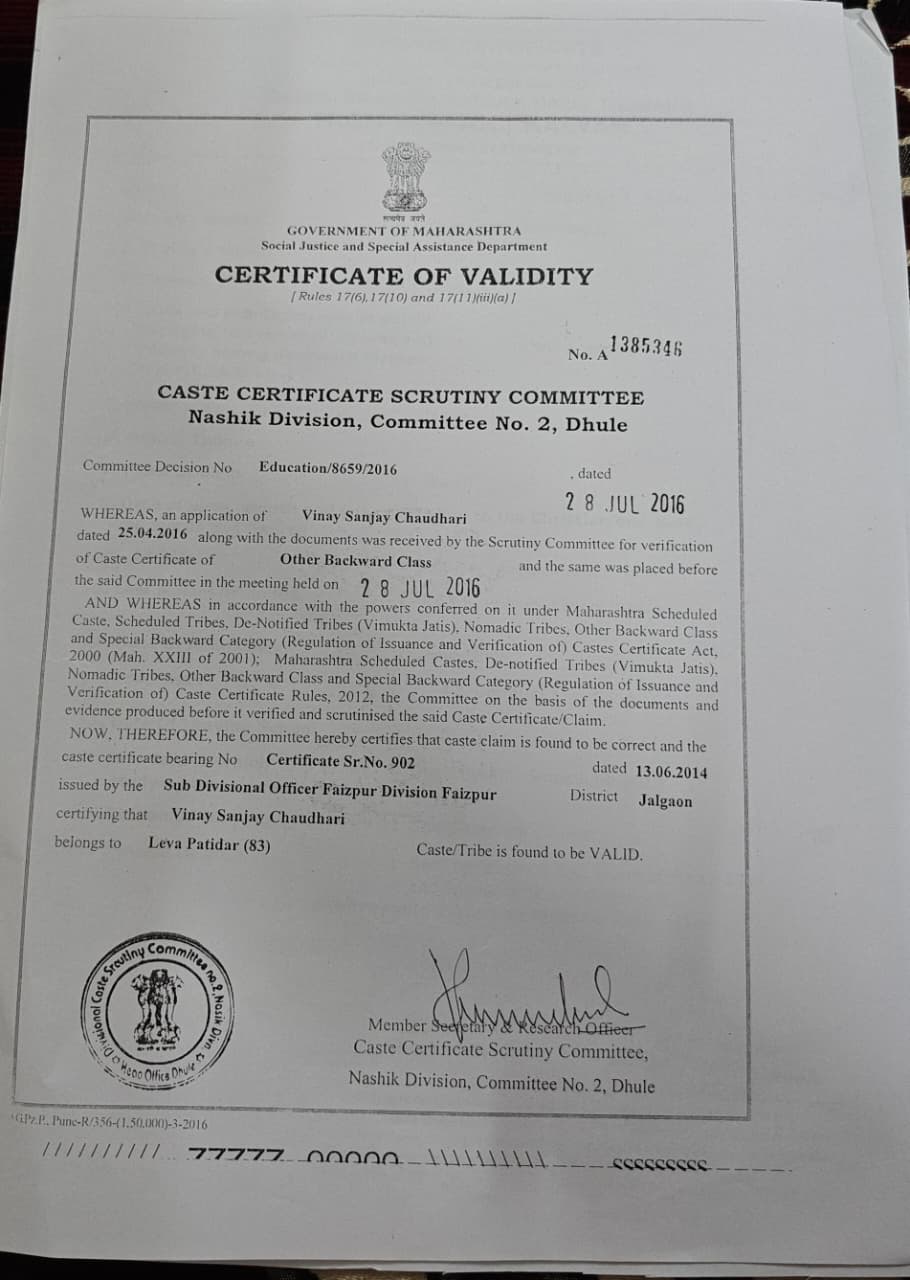 सत्यमेव जयते
GOVERNMENT OF MAHARASHTRA
Social Justice and Special Assistance Department
CERTIFICATE OF VALIDITY
[ Rules 17(6), 17(10) and 17(11)(iii)(a) ]
No. A 1385346
CASTE CERTIFICATE SCRUTINY COMMITTEE
Nashik Division, Committee No. 2, Dhule
Committee Decision No Education/8659/2016 , dated
28 JUL 2016
WHEREAS, an application of Vinay Sanjay Chaudhari
dated 25.04.2016 along with the documents was received by the Scrutiny Committee for verification
of Caste Certificate of Other Backward Class and the same was placed before
the said Committee in the meeting held on 28 JUL 2016
AND WHEREAS in accordance with the powers conferred on it under Maharashtra Scheduled
Caste, Scheduled Tribes, De-Notified Tribes (Vimukta Jatis), Nomadic Tribes, Other Backward Class
and Special Backward Category (Regulation of Issuance and Verification of) Castes Certificate Act,
2000 (Mah. XXIII of 2001); Maharashtra Scheduled Castes, De-notified Tribes (Vimukta Jatis),
Nomadic Tribes, Other Backward Class and Special Backward Category (Regulation of Issuance and
Verification of) Caste Certificate Rules, 2012, the Committee on the basis of the documents and
evidence produced before it verified and scrutinised the said Caste Certificate/Claim.
NOW, THEREFORE, the Committee hereby certifies that caste claim is found to be correct and the
caste certificate bearing No Certificate Sr.No. 902 dated 13.06.2014
issued by the Sub Divisional Officer Faizpur Division Faizpur District Jalgaon
certifying that Vinay Sanjay Chaudhari
belongs to Leva Patidar (83) Caste/Tribe is found to be VALID.
Divisional Caste Srcutiny Committee no.2, Nasik Divn.
Head Office Dhule
Member Secretary & Research Officer
Caste Certificate Scrutiny Committee,
Nashik Division, Committee No. 2, Dhule
GPz.P., Pune-R/356-(1,50,000)-3-2016